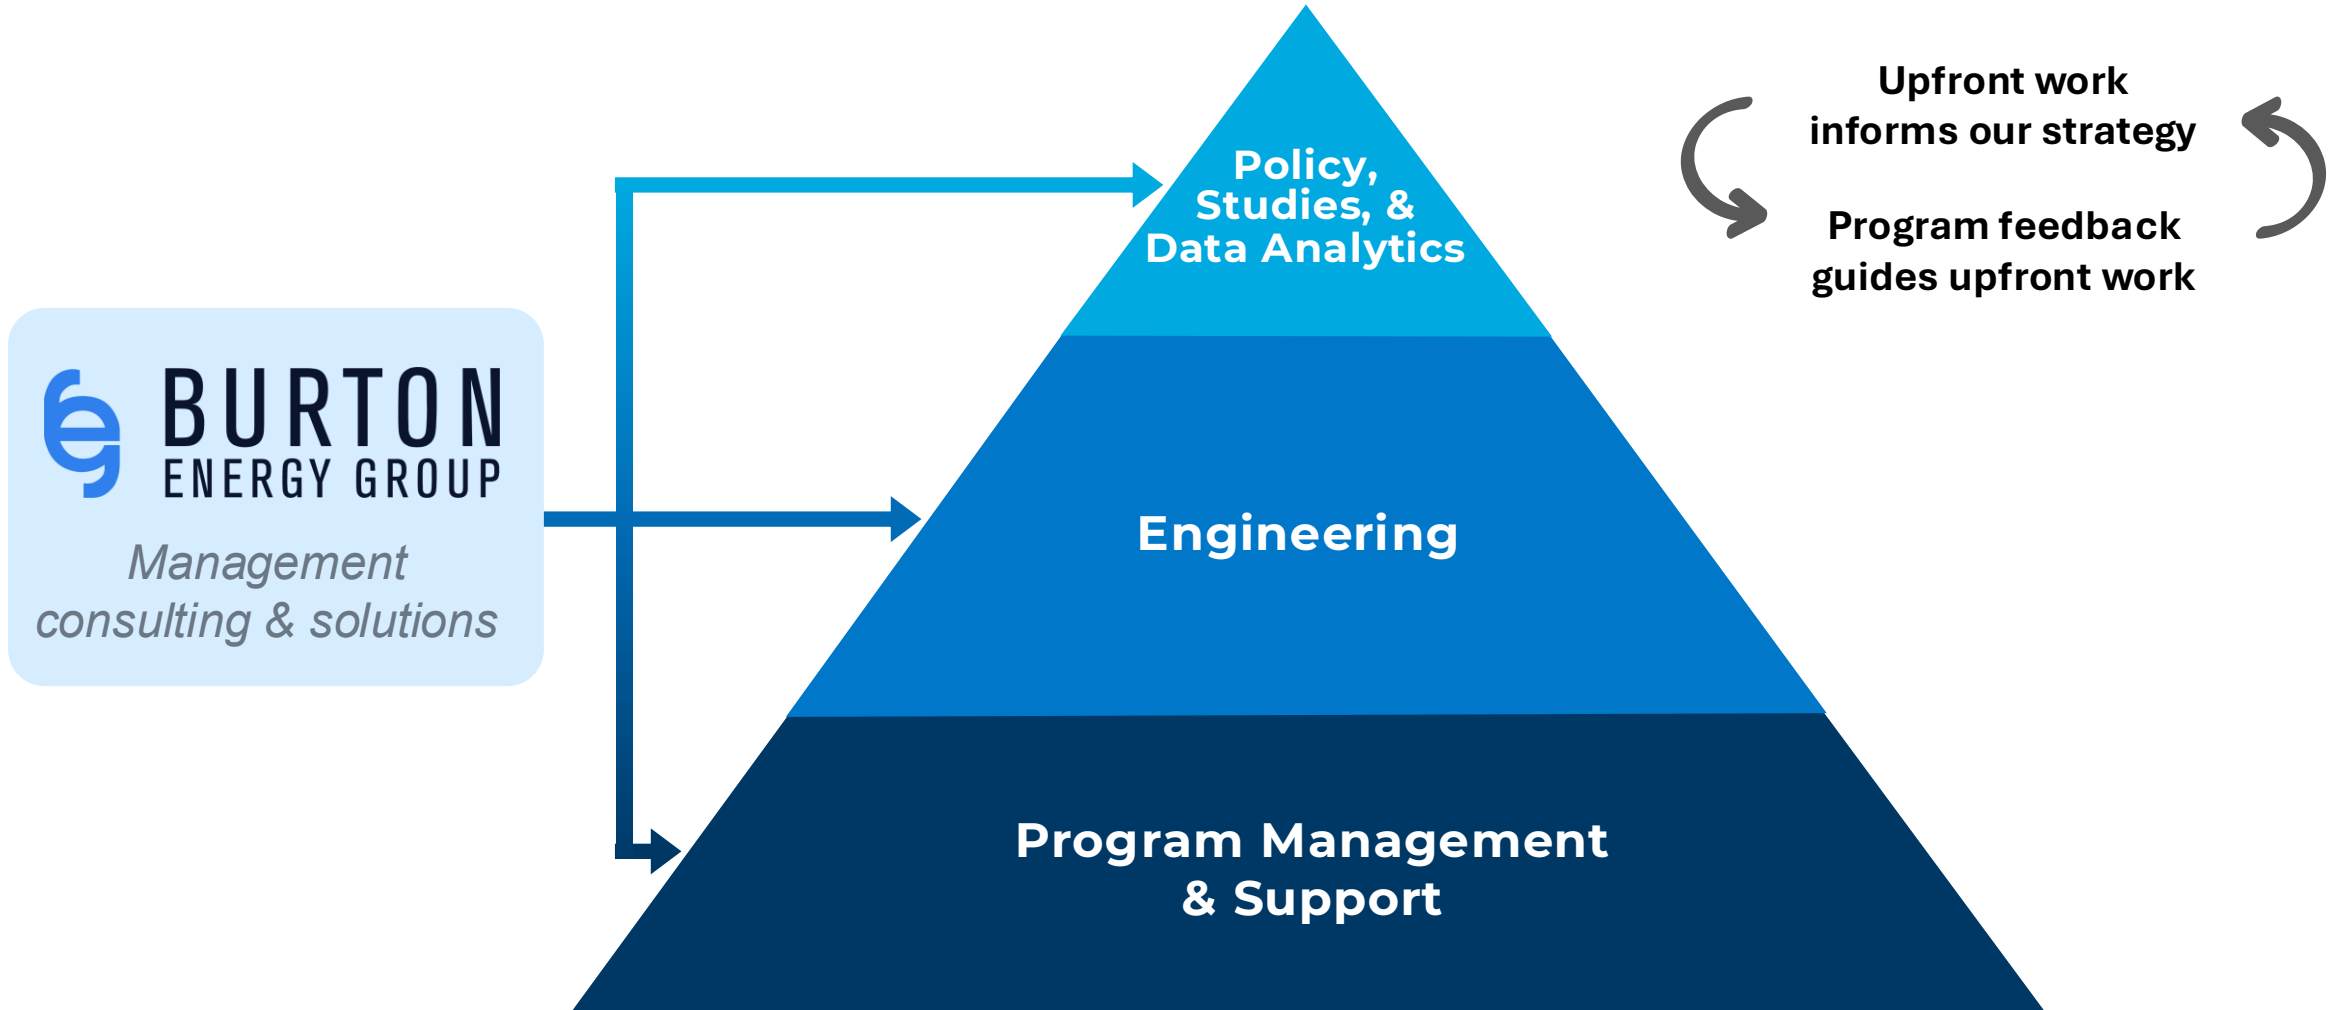 BURTON
ENERGY GROUP
Management
consulting & solutions
Policy,
Studies, &
Data Analytics
Engineering
Program Management
& Support
Upfront work
informs our strategy
Program feedback
guides upfront work